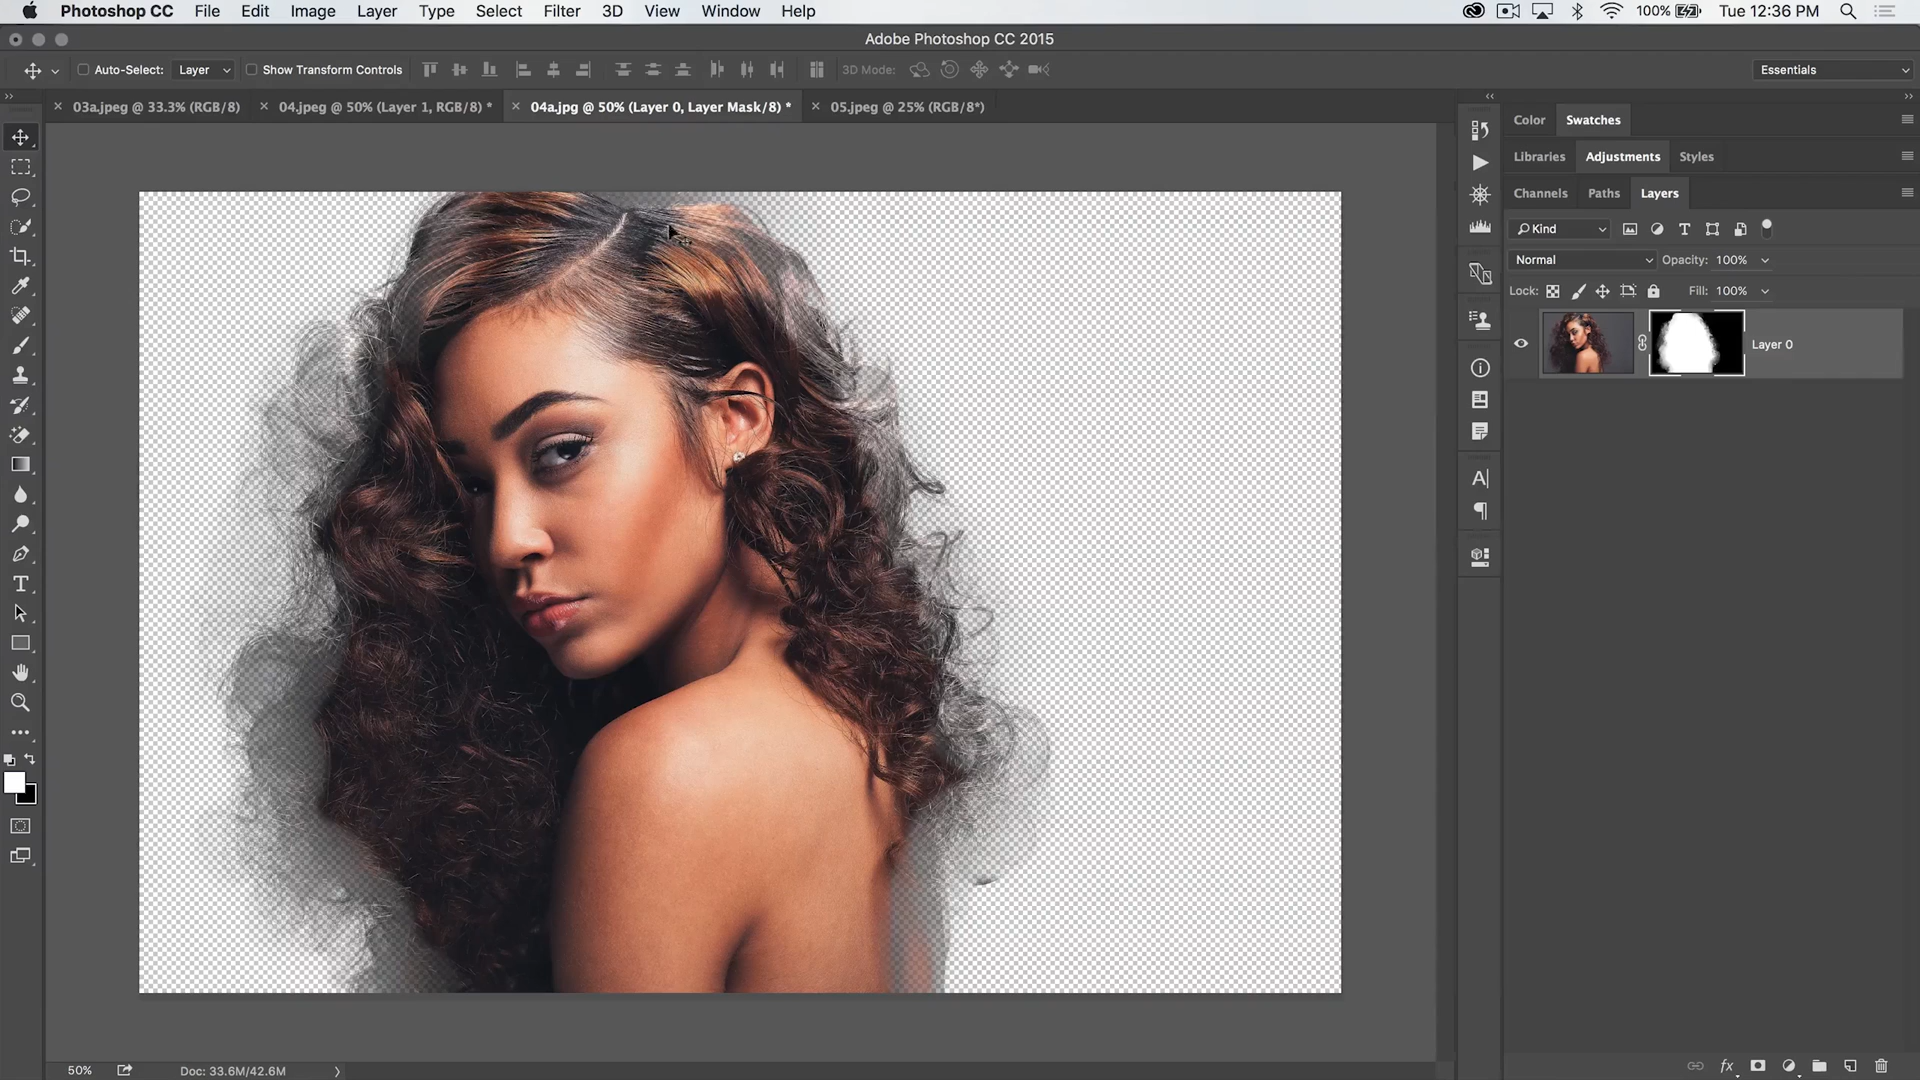 Photoshop CC File Edit Image Layer Type Select Filter 3D View Window Help 100% Tue 12:36 PM
Adobe Photoshop CC 2015
Auto-Select: Layer Show Transform Controls 3D Mode: Essentials
03a.jpeg @ 33.3% (RGB/8) 04.jpeg @ 50% (Layer 1, RGB/8) * 04a.jpg @ 50% (Layer 0, Layer Mask/8) * 05.jpeg @ 25% (RGB/8*)
Color Swatches
Libraries Adjustments Styles
Channels Paths Layers
Kind
Normal Opacity: 100%
Lock: Fill: 100%
Layer 0
50% Doc: 33.6M/42.6M